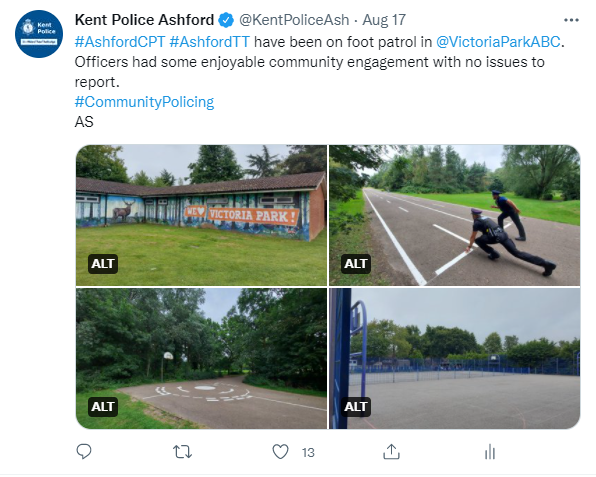 Kent Police Ashford @KentPoliceAsh · Aug 17
Kent
Police
#AshfordCPT #AshfordTT have been on foot patrol in @VictoriaParkABC.
Officers had some enjoyable community engagement with no issues to
report.
#CommunityPolicing
AS
WE VICTORIA PARK!
ALT
ALT
ALT
ALT
13